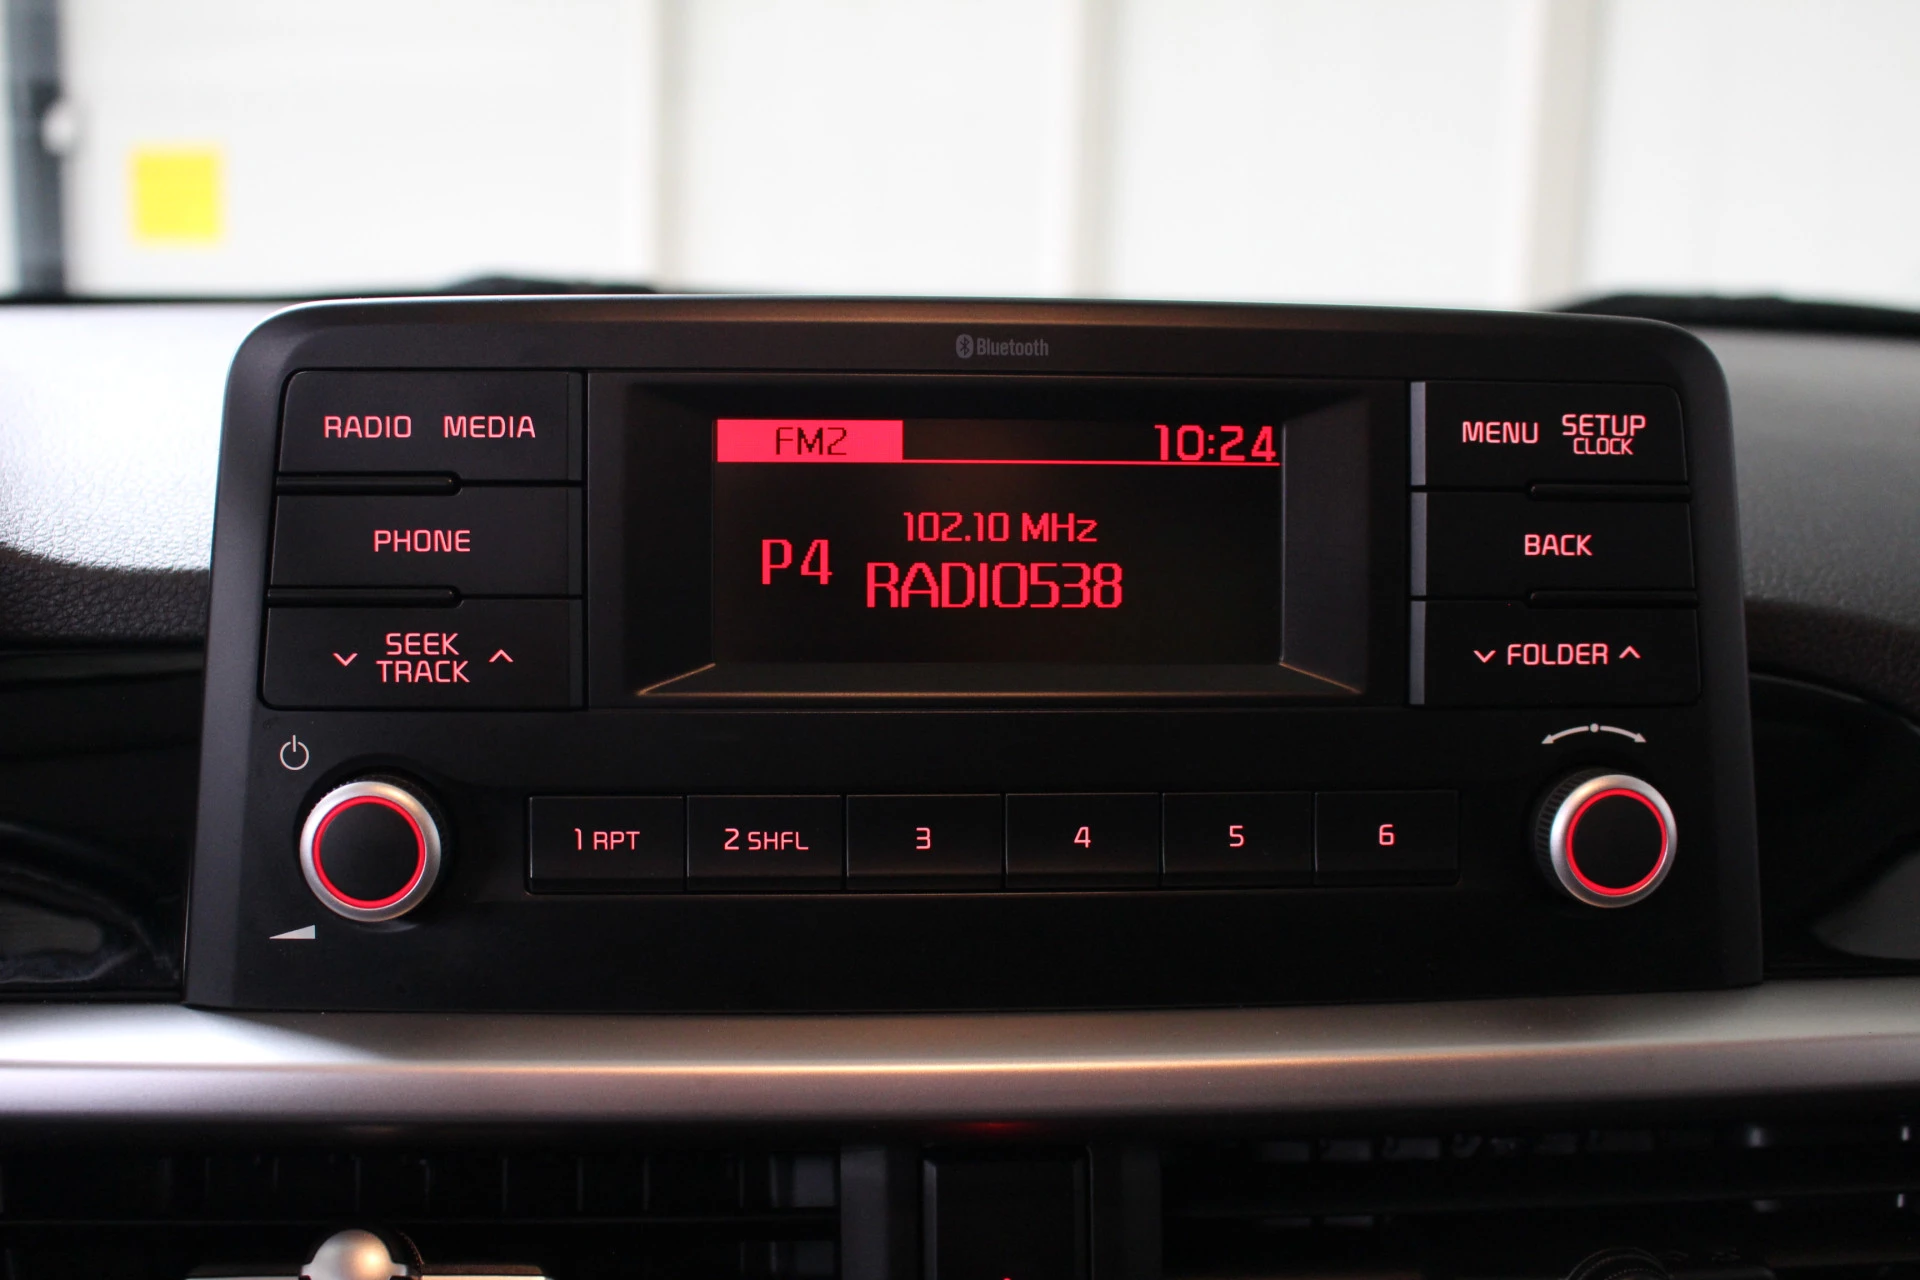 Bluetooth
RADIO MEDIA
PHONE
SEEK
TRACK
FM2 10:24
102.10 MHz
P4 RADIO538
MENU SETUP
CLOCK
BACK
FOLDER
1 RPT 2 SHFL 3 4 5 6